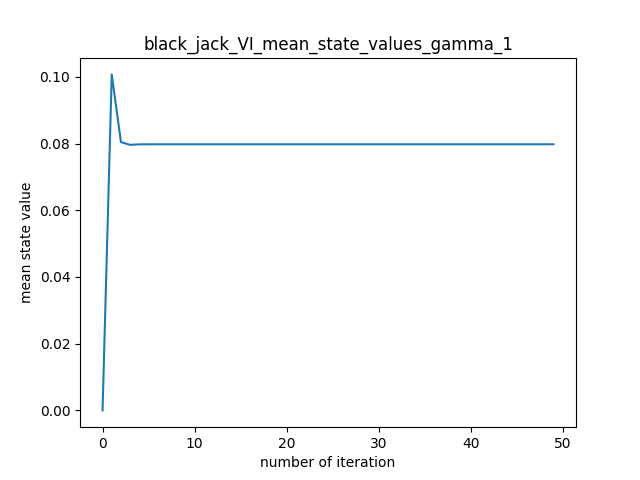 black_jack_VI_mean_state_values_gamma_1
0.10
0.08
0.06
0.04
0.02
0.00
mean state value
0 10 20 30 40 50
number of iteration